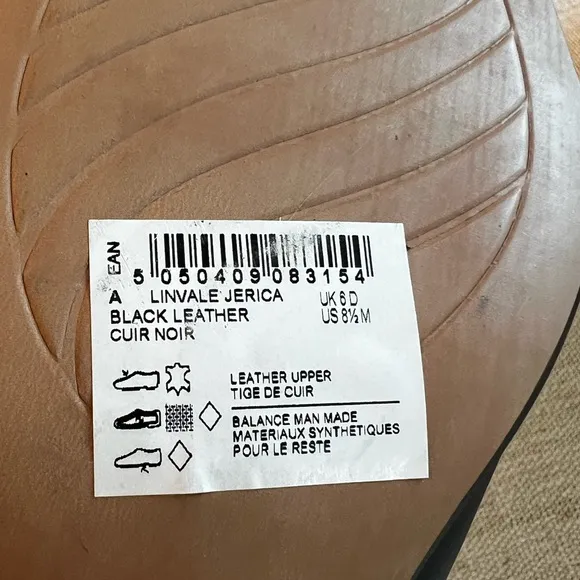 EAN
5 050409 083154
A LINVALE JERICA UK 6 D
BLACK LEATHER US 8½ M
CUIR NOIR
LEATHER UPPER
TIGE DE CUIR
BALANCE MAN MADE
MATERIAUX SYNTHETIQUES
POUR LE RESTE